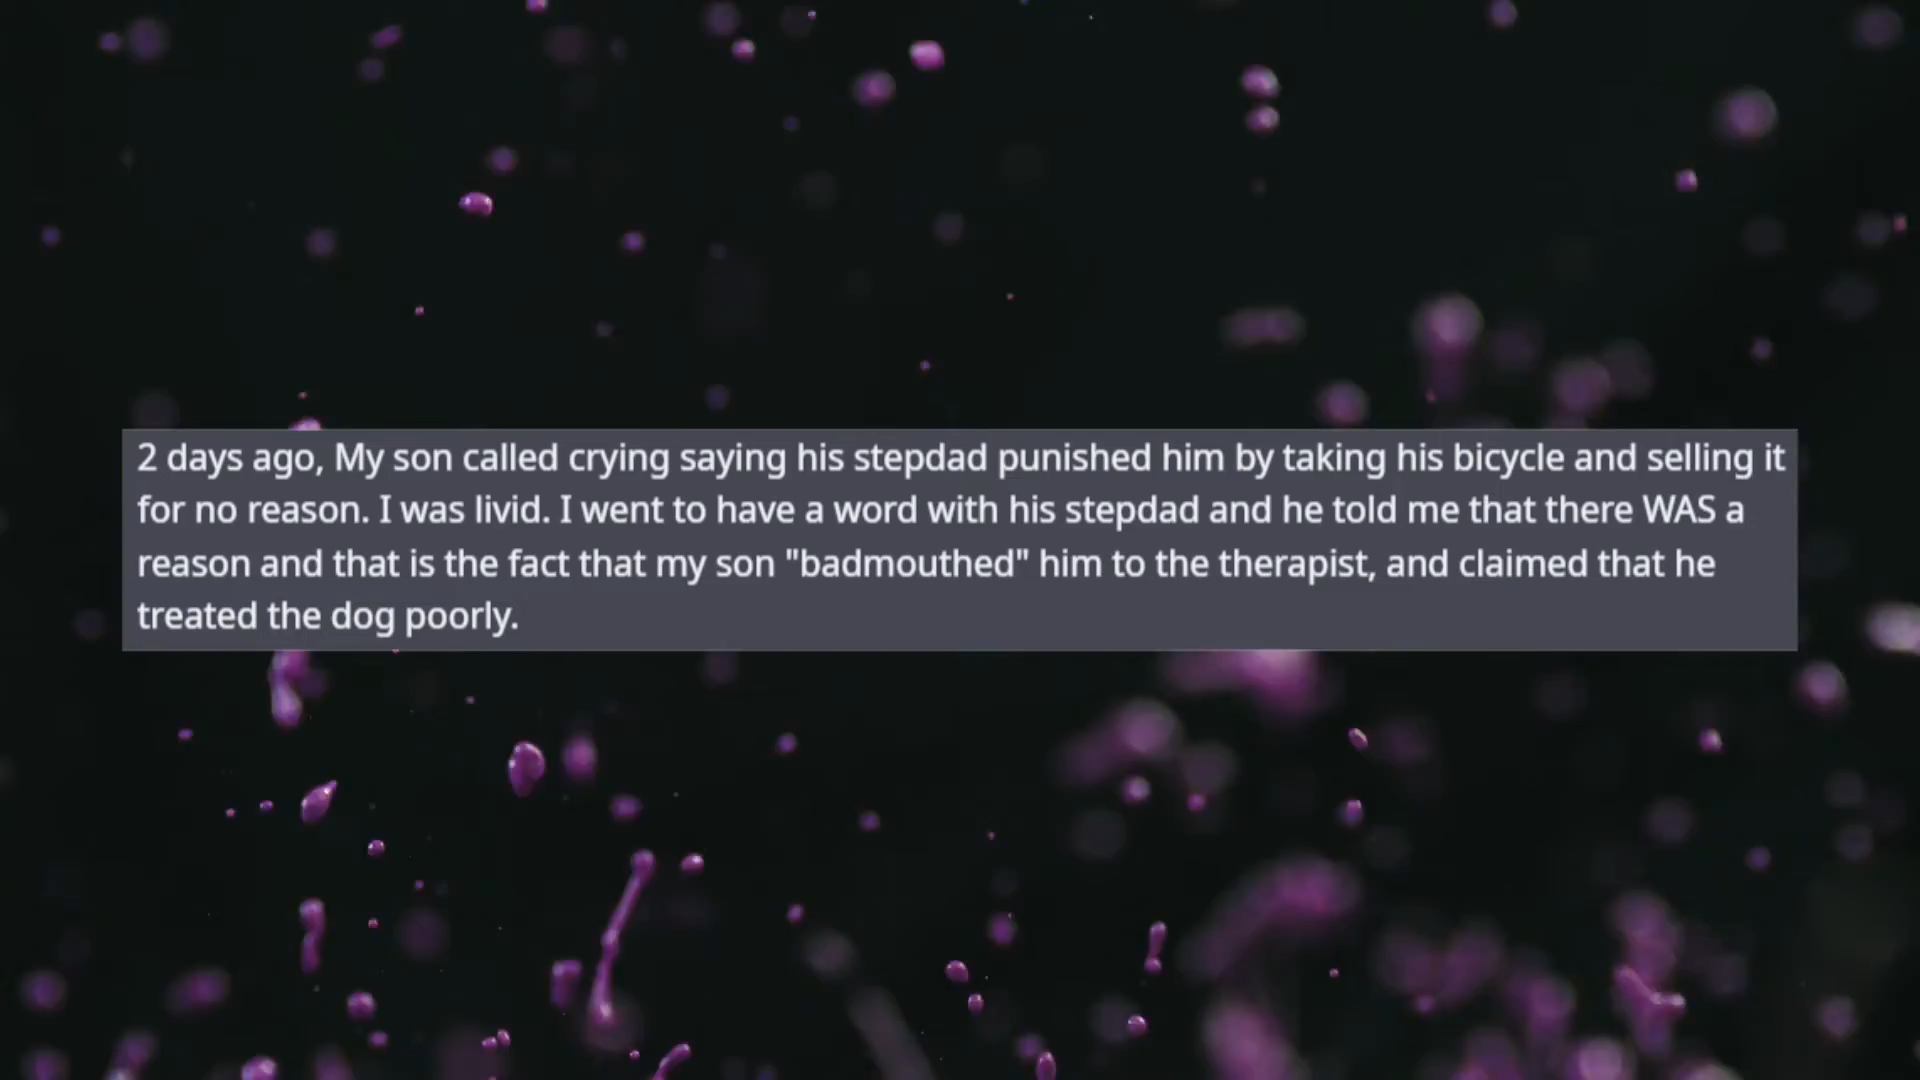 2 days ago, My son called crying saying his stepdad punished him by taking his bicycle and selling it
for no reason. I was livid. I went to have a word with his stepdad and he told me that there WAS a
reason and that is the fact that my son "badmouthed" him to the therapist, and claimed that he
treated the dog poorly.